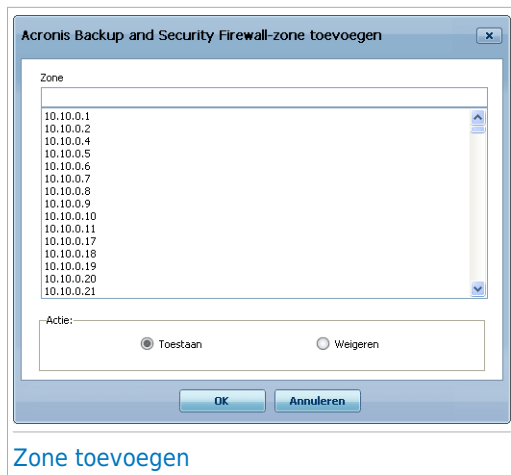 Acronis Backup and Security Firewall-zone toevoegen
Zone
10.10.0.1
10.10.0.2
10.10.0.4
10.10.0.5
10.10.0.6
10.10.0.7
10.10.0.8
10.10.0.9
10.10.0.10
10.10.0.11
10.10.0.17
10.10.0.18
10.10.0.19
10.10.0.20
10.10.0.21
Actie:
Toestaan Weigeren
OK Annuleren
Zone toevoegen